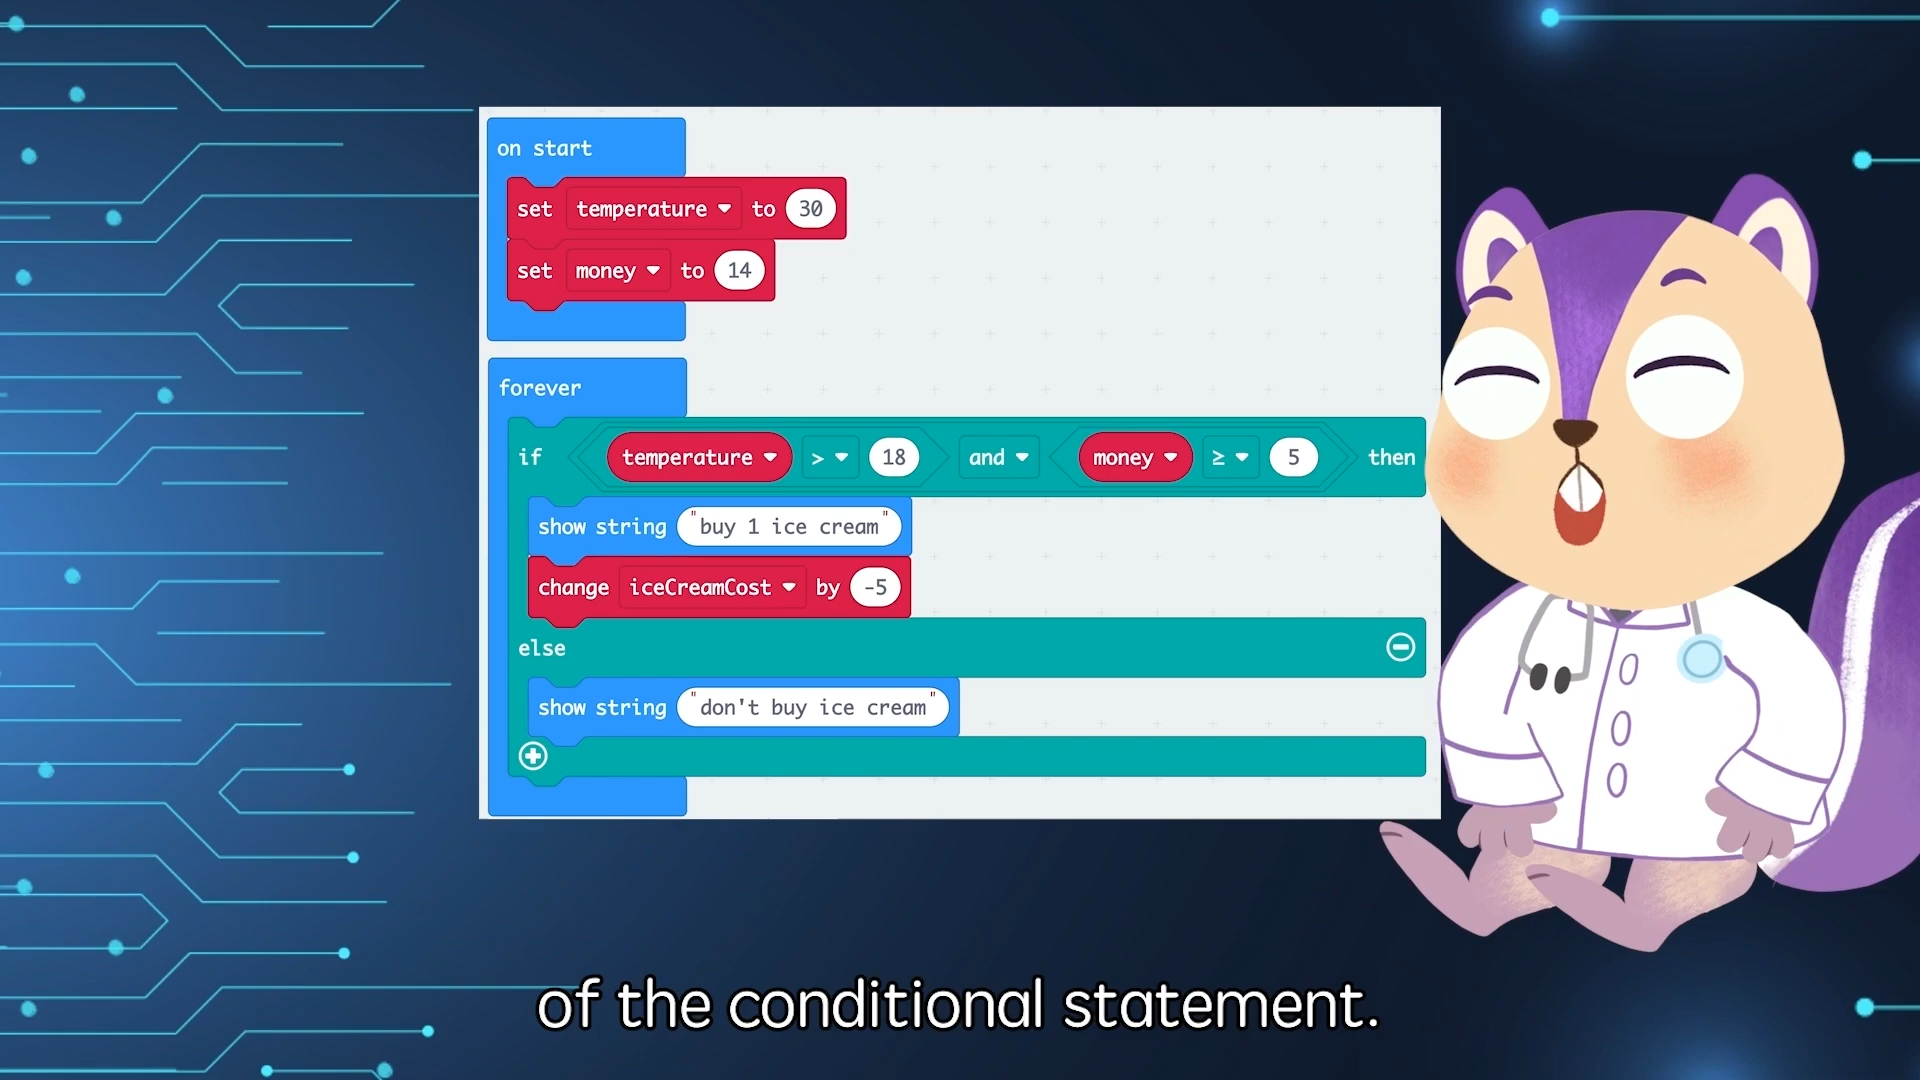 on start
set temperature to 30
set money to 14
forever
if temperature > 18 and money ≥ 5 then
show string "buy 1 ice cream"
change iceCreamCost by -5
else
show string "don't buy ice cream"
of the conditional statement.